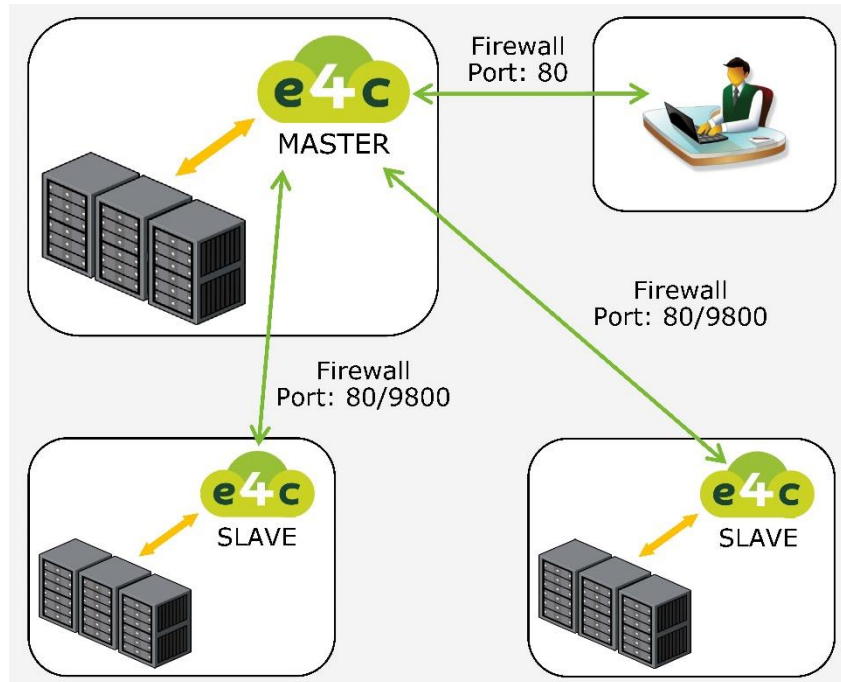 Firewall
Port: 80
e4c
MASTER
Firewall
Port: 80/9800
Firewall
Port: 80/9800
e4c
SLAVE
e4c
SLAVE